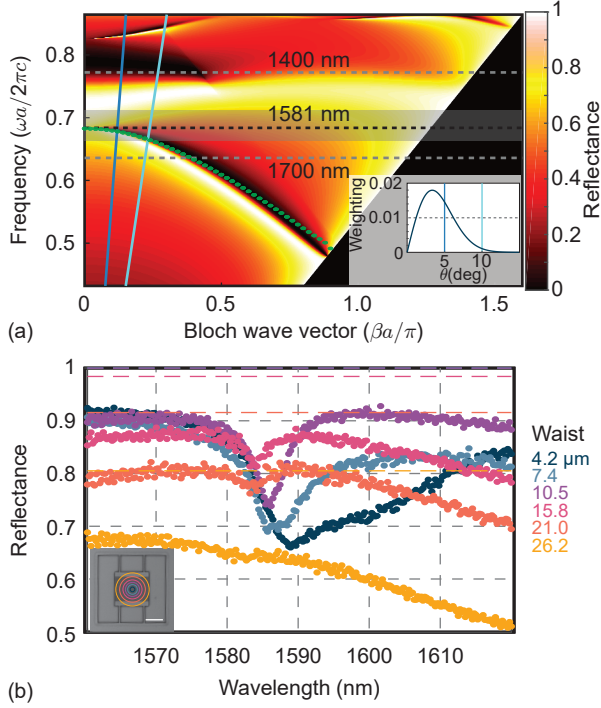 0.8
0.7
0.6
0.5
Frequency (ωa/2πc)
1400 nm
1581 nm
1700 nm
0.02
0.01
0
Weighting
5
10
θ(deg)
0
0.5
1
1.5
Bloch wave vector (βa/π)
(a)
1
0.8
0.6
0.4
0.2
0
Reflectance
1
0.9
0.8
0.7
0.6
0.5
Reflectance
1570
1580
1590
1600
1610
Wavelength (nm)
(b)
Waist
4.2 μm
7.4
10.5
15.8
21.0
26.2